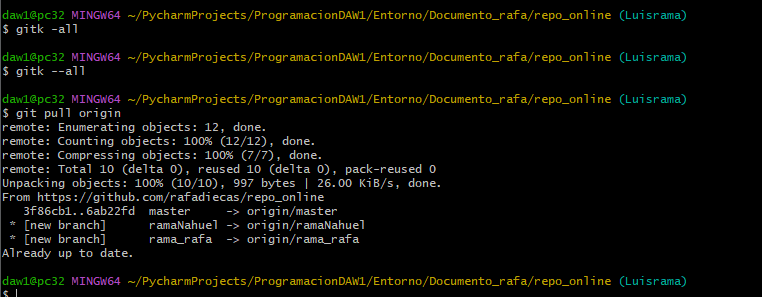 daw1@pc32 MINGW64 ~/PycharmProjects/ProgramacionDAW1/Entorno/Documento_rafa/repo_online (Luisrama)
$ gitk -all
daw1@pc32 MINGW64 ~/PycharmProjects/ProgramacionDAW1/Entorno/Documento_rafa/repo_online (Luisrama)
$ gitk --all
daw1@pc32 MINGW64 ~/PycharmProjects/ProgramacionDAW1/Entorno/Documento_rafa/repo_online (Luisrama)
$ git pull origin
remote: Enumerating objects: 12, done.
remote: Counting objects: 100% (12/12), done.
remote: Compressing objects: 100% (7/7), done.
remote: Total 10 (delta 0), reused 10 (delta 0), pack-reused 0
Unpacking objects: 100% (10/10), 997 bytes | 26.00 KiB/s, done.
From https://github.com/rafadiecas/repo_online
   3f86cb1..6ab22fd  master     -> origin/master
 * [new branch]      ramaNahuel -> origin/ramaNahuel
 * [new branch]      rama_rafa  -> origin/rama_rafa
Already up to date.
daw1@pc32 MINGW64 ~/PycharmProjects/ProgramacionDAW1/Entorno/Documento_rafa/repo_online (Luisrama)
$